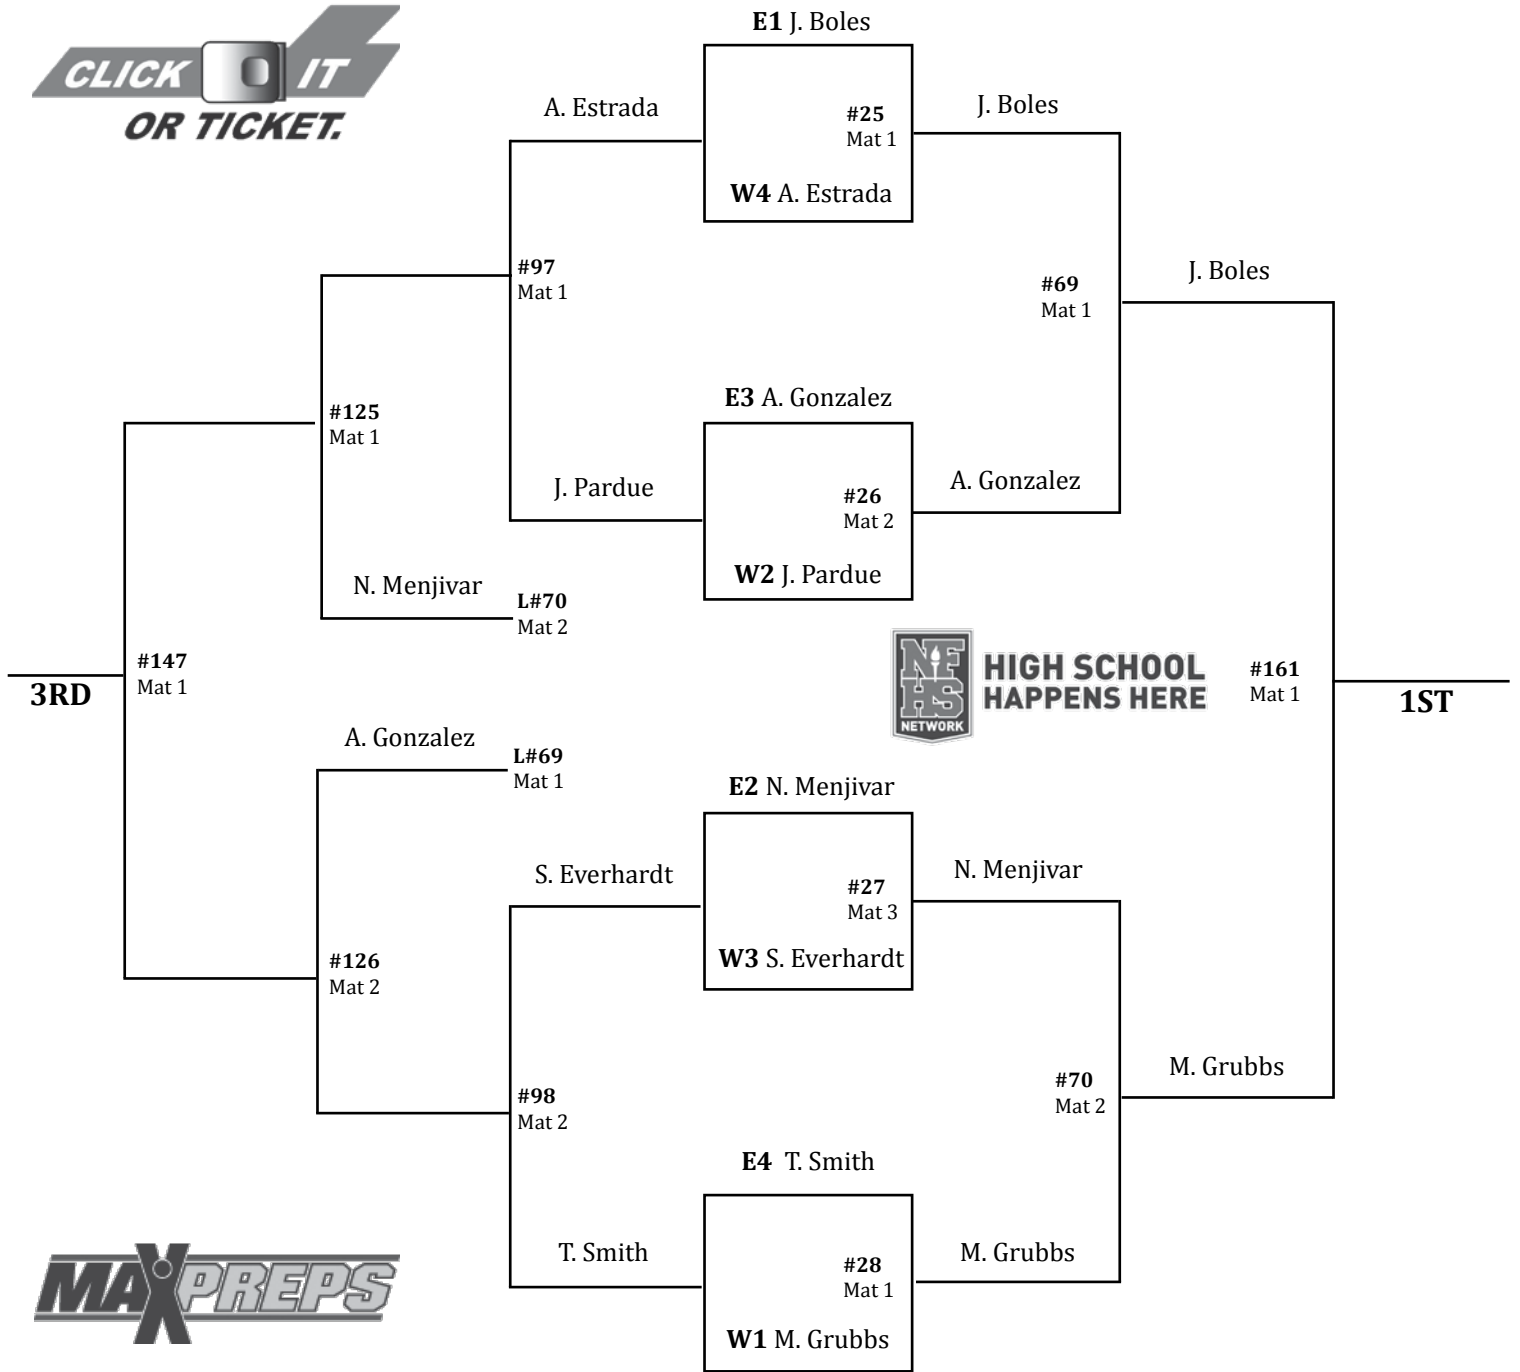 E1 J. Boles
CLICK IT
OR TICKET.
A. Estrada
#25
Mat 1
J. Boles
W4 A. Estrada
#97
Mat 1
#69
Mat 1
J. Boles
E3 A. Gonzalez
#125
Mat 1
J. Pardue
#26
Mat 2
A. Gonzalez
W2 J. Pardue
N. Menjivar
L#70
Mat 2
#147
Mat 1
3RD
NFHS
NETWORK
HIGH SCHOOL
HAPPENS HERE
#161
Mat 1
1ST
A. Gonzalez
L#69
Mat 1
E2 N. Menjivar
S. Everhardt
#27
Mat 3
N. Menjivar
W3 S. Everhardt
#126
Mat 2
#98
Mat 2
#70
Mat 2
M. Grubbs
E4 T. Smith
T. Smith
#28
Mat 1
M. Grubbs
W1 M. Grubbs
MAXPREPS